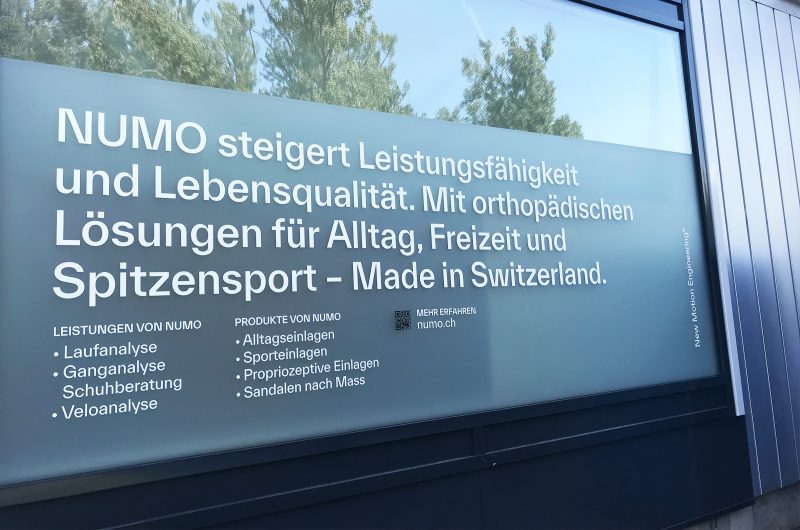 NUMO steigert Leistungsfähigkeit
und Lebensqualität. Mit orthopädischen
Lösungen für Alltag, Freizeit und
Spitzensport – Made in Switzerland.
LEISTUNGEN VON NUMO
• Laufanalyse
• Ganganalyse
Schuhberatung
• Veloanalyse
PRODUKTE VON NUMO
• Alltagseinlagen
• Sporteinlagen
• Propriozeptive Einlagen
• Sandalen nach Mass
MEHR ERFAHREN
numo.ch
New Motion Engineering®